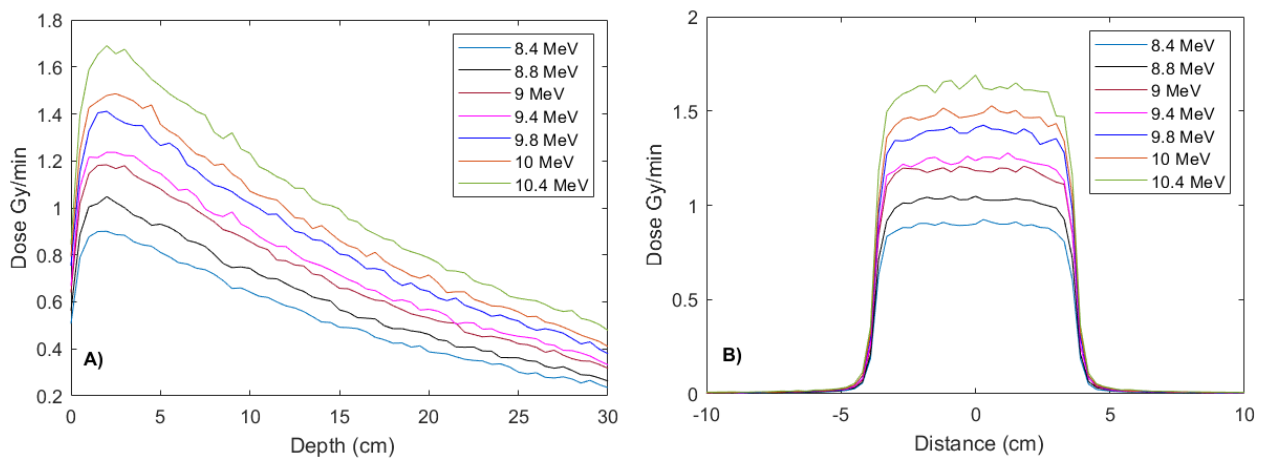 1.8
1.6
1.4
1.2
1
0.8
0.6
0.4
0.2
Dose Gy/min
0 5 10 15 20 25 30
Depth (cm)
8.4 MeV
8.8 MeV
9 MeV
9.4 MeV
9.8 MeV
10 MeV
10.4 MeV
A)
2
1.5
1
0.5
0
Dose Gy/min
-10 -5 0 5 10
Distance (cm)
8.4 MeV
8.8 MeV
9 MeV
9.4 MeV
9.8 MeV
10 MeV
10.4 MeV
B)